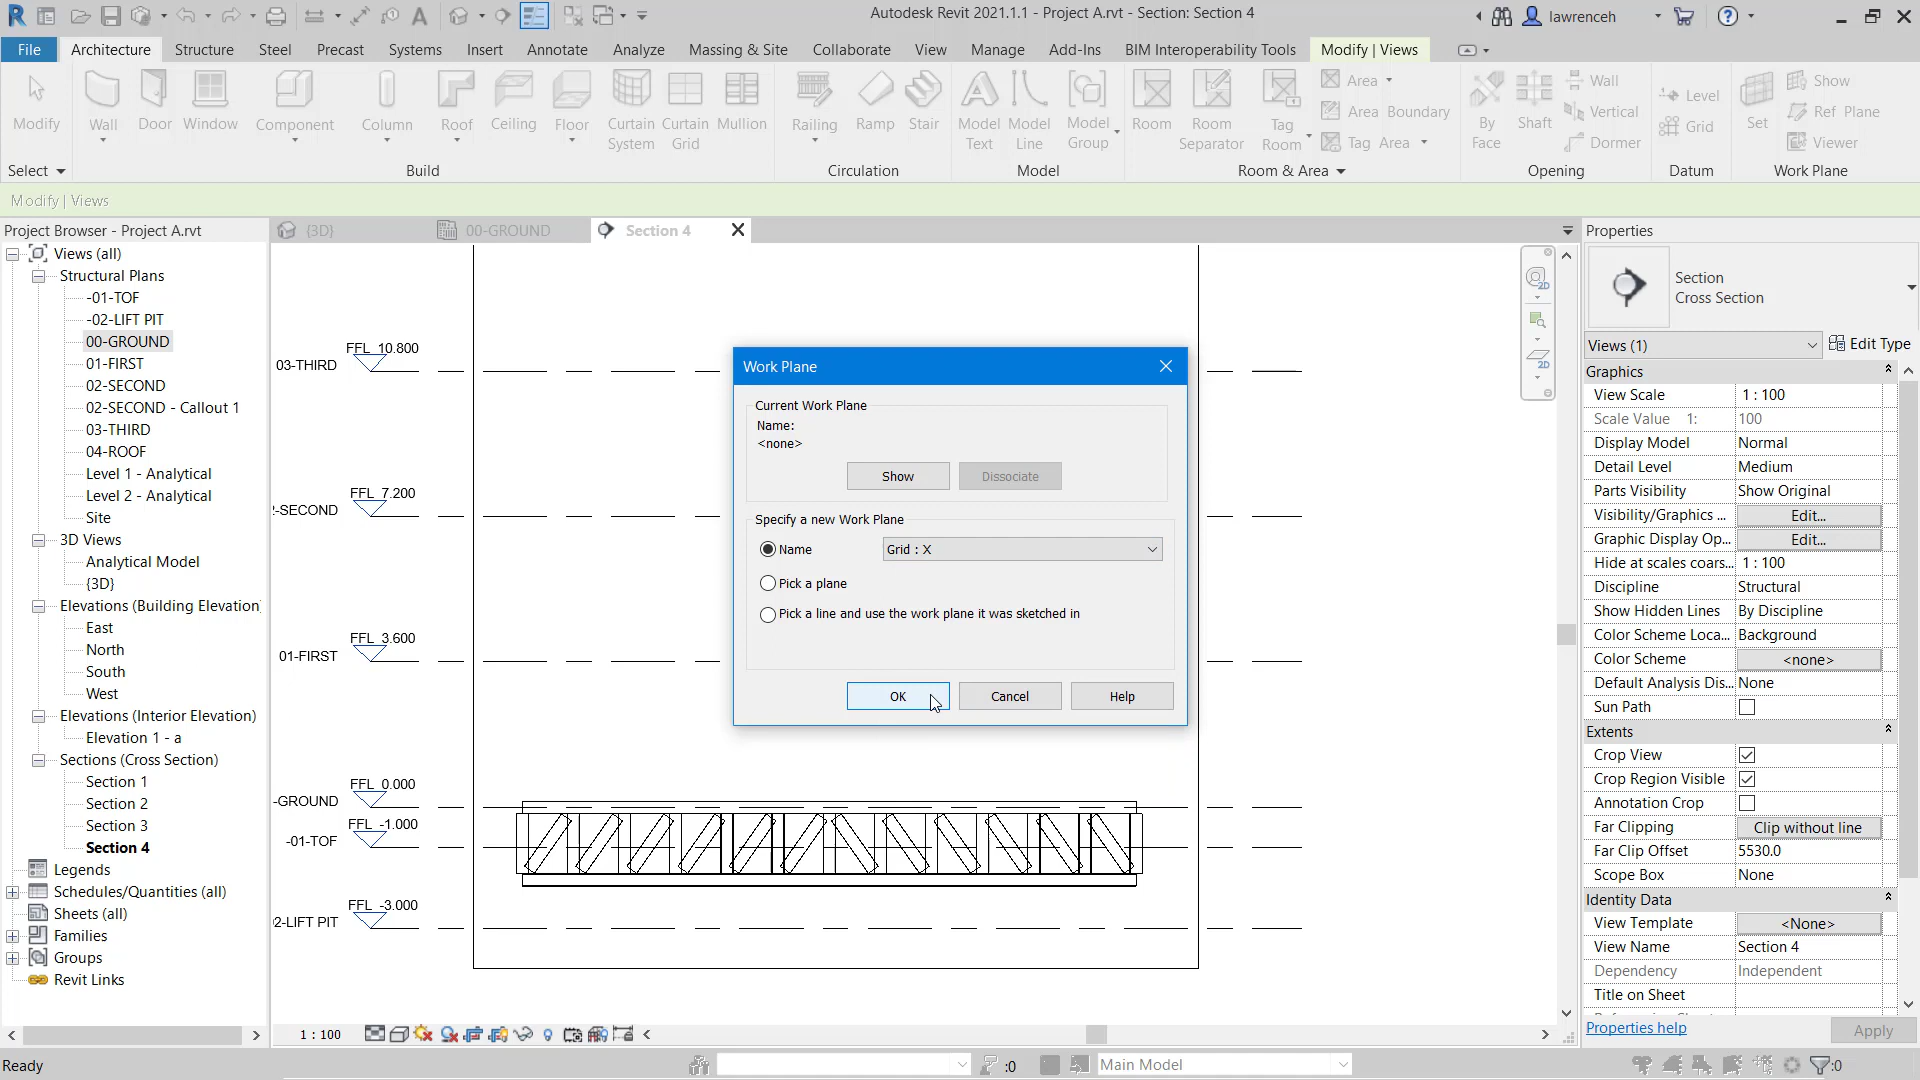 Autodesk Revit 2021.1.1 - Project A.rvt - Section: Section 4
lawrenceh
File
Architecture
Structure
Steel
Precast
Systems
Insert
Annotate
Analyze
Massing & Site
Collaborate
View
Manage
Add-Ins
BIM Interoperability Tools
Modify | Views
Modify
Wall
Door
Window
Component
Column
Roof
Ceiling
Floor
Curtain System
Curtain Grid
Mullion
Railing
Ramp
Stair
Model Text
Model Line
Model Group
Room
Room Separator
Tag Room
Area
Area Boundary
Tag Area
By Face
Shaft
Wall
Vertical
Dormer
Level
Grid
Set
Show
Ref Plane
Viewer
Select
Build
Circulation
Model
Room & Area
Opening
Datum
Work Plane
Modify | Views
Project Browser - Project A.rvt
Views (all)
Structural Plans
-01-TOF
-02-LIFT PIT
00-GROUND
01-FIRST
02-SECOND
02-SECOND - Callout 1
03-THIRD
04-ROOF
Level 1 - Analytical
Level 2 - Analytical
Site
3D Views
Analytical Model
{3D}
Elevations (Building Elevation)
East
North
South
West
Elevations (Interior Elevation)
Elevation 1 - a
Sections (Cross Section)
Section 1
Section 2
Section 3
Section 4
Legends
Schedules/Quantities (all)
Sheets (all)
Families
Groups
Revit Links
{3D}
00-GROUND
Section 4
03-THIRD
FFL 10.800
2-SECOND
FFL 7.200
01-FIRST
FFL 3.600
-GROUND
FFL 0.000
-01-TOF
FFL -1.000
02-LIFT PIT
FFL -3.000
Work Plane
Current Work Plane
Name:
<none>
Show
Dissociate
Specify a new Work Plane
Name
Grid : X
Pick a plane
Pick a line and use the work plane it was sketched in
OK
Cancel
Help
2D
2D
Properties
Section
Cross Section
Views (1)
Edit Type
Graphics
View Scale 1 : 100
Scale Value 1: 100
Display Model Normal
Detail Level Medium
Parts Visibility Show Original
Visibility/Graphics ... Edit...
Graphic Display Op... Edit...
Hide at scales coars... 1 : 100
Discipline Structural
Show Hidden Lines By Discipline
Color Scheme Loca... Background
Color Scheme <none>
Default Analysis Dis... None
Sun Path
Extents
Crop View
Crop Region Visible
Annotation Crop
Far Clipping Clip without line
Far Clip Offset 5530.0
Scope Box None
Identity Data
View Template <None>
View Name Section 4
Dependency Independent
Title on Sheet
Properties help
Apply
1 : 100
Ready
:0
Main Model
:0